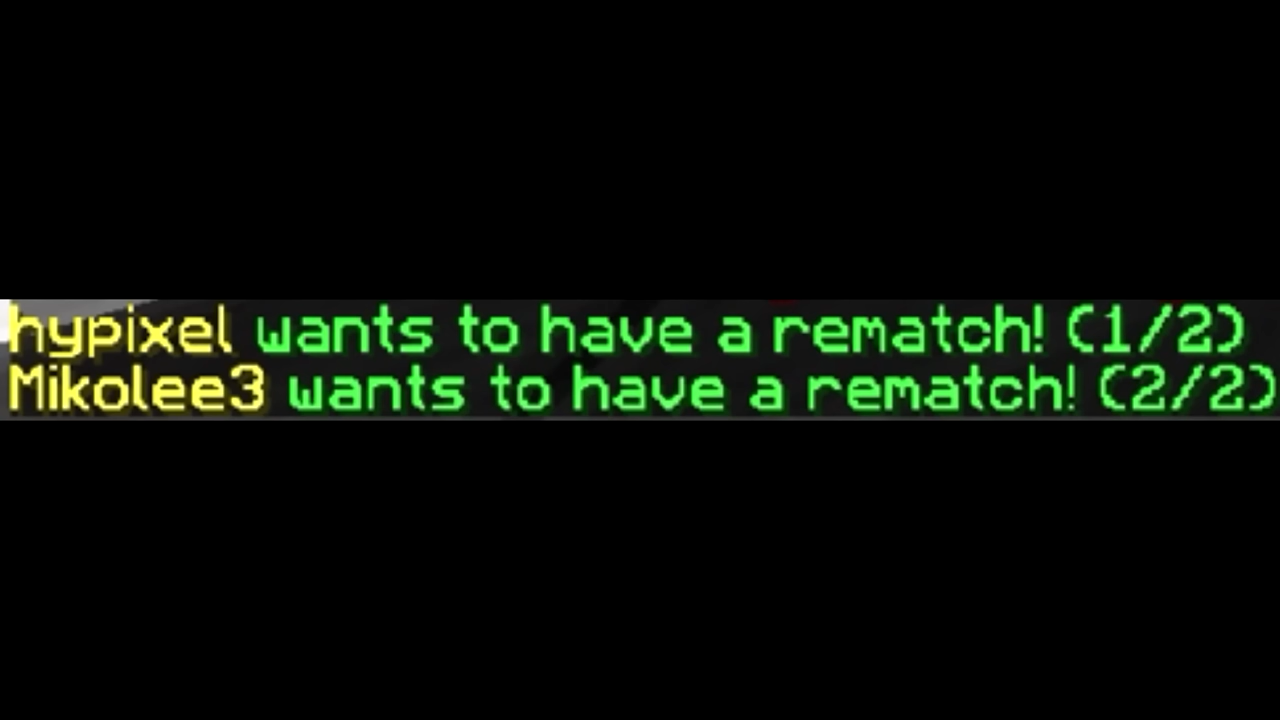 hypixel wants to have a rematch! (1/2)
Mikolee3 wants to have a rematch! (2/2)